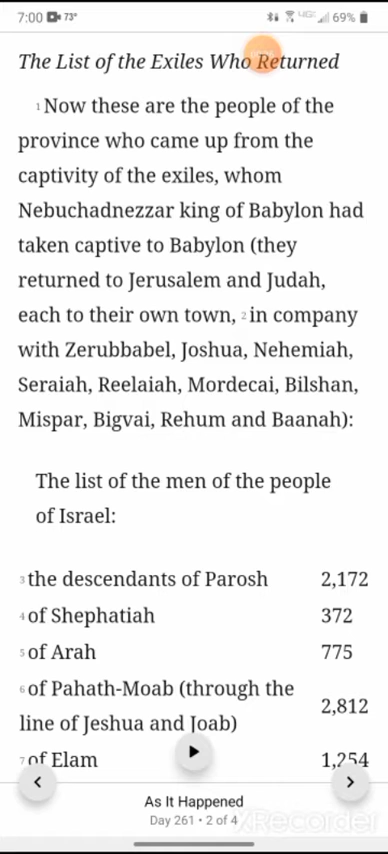 7:00 73° 4G 69%
The List of the Exiles Who Returned
1 Now these are the people of the
province who came up from the
captivity of the exiles, whom
Nebuchadnezzar king of Babylon had
taken captive to Babylon (they
returned to Jerusalem and Judah,
each to their own town, 2 in company
with Zerubbabel, Joshua, Nehemiah,
Seraiah, Reelaiah, Mordecai, Bilshan,
Mispar, Bigvai, Rehum and Baanah):
The list of the men of the people
of Israel:
3 the descendants of Parosh 2,172
4 of Shephatiah 372
5 of Arah 775
6 of Pahath-Moab (through the
line of Jeshua and Joab) 2,812
7 of Elam 1,254
As It Happened
Day 261 • 2 of 4
XRecorder